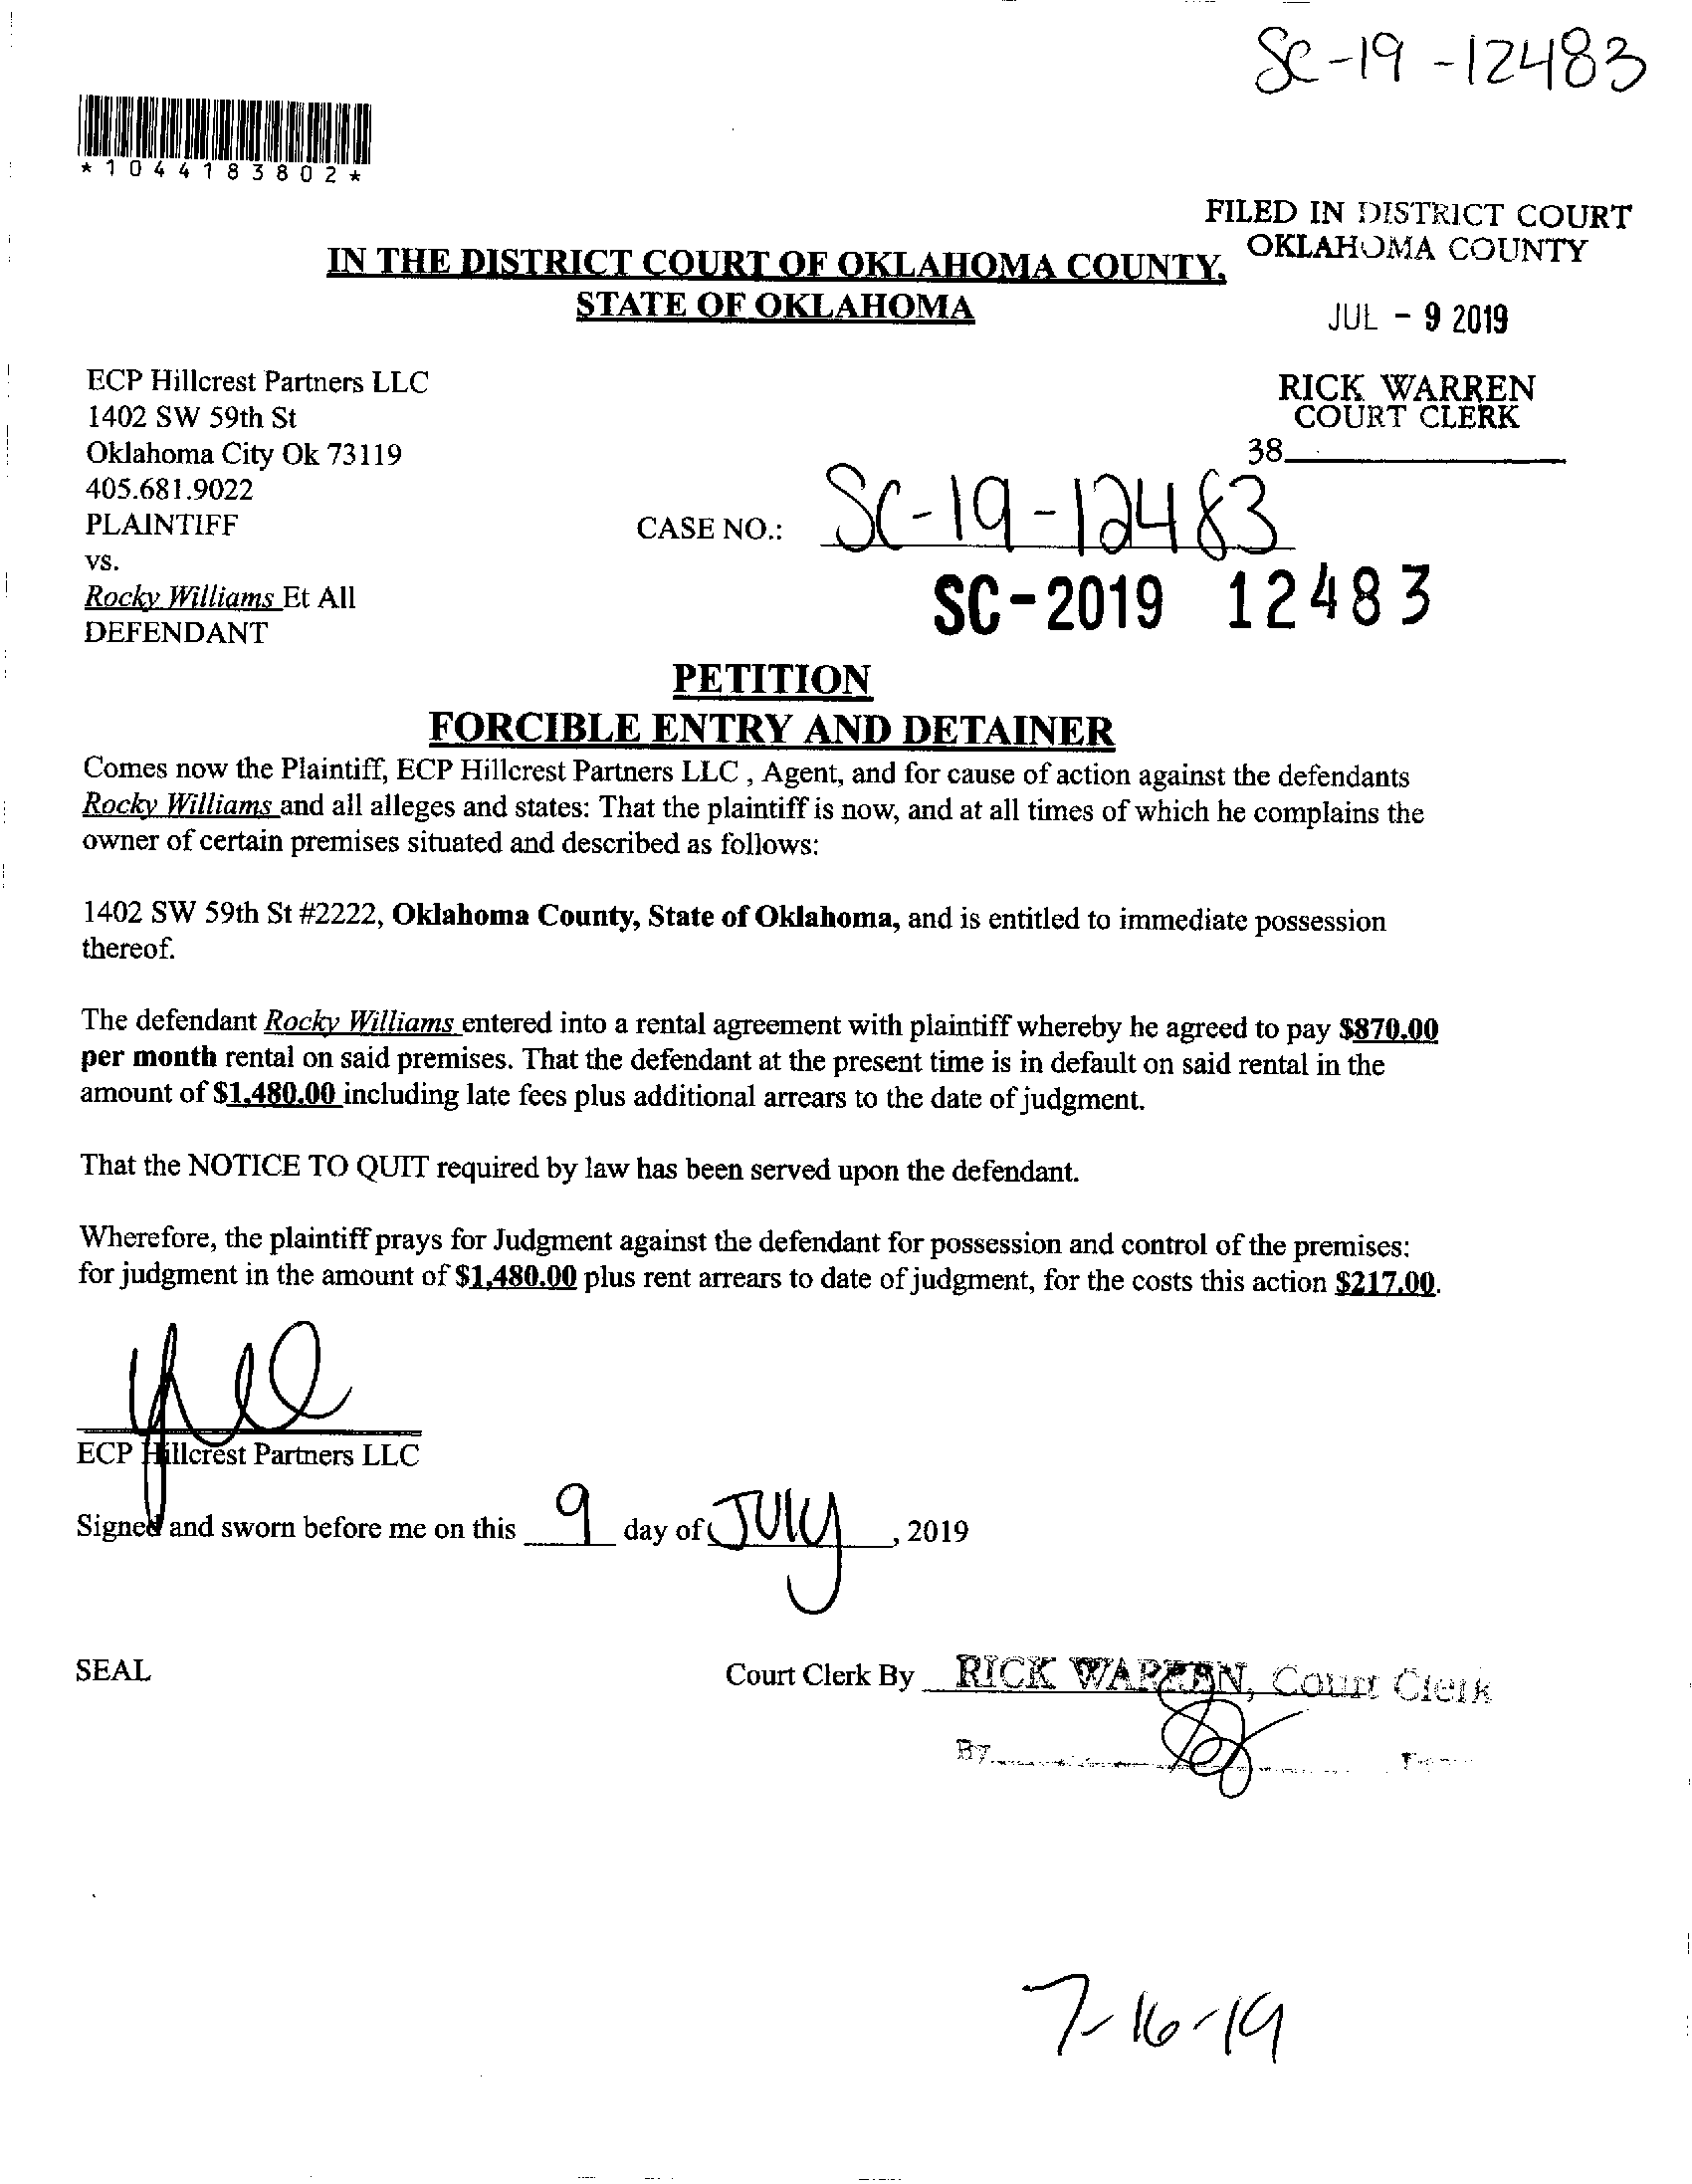 SC-19-12483
*1044183802*
FILED IN DISTRICT COURT
OKLAHOMA COUNTY
IN THE DISTRICT COURT OF OKLAHOMA COUNTY,
STATE OF OKLAHOMA
JUL - 9 2019
ECP Hillcrest Partners LLC
1402 SW 59th St
Oklahoma City Ok 73119
405.681.9022
PLAINTIFF
vs.
Rocky Williams Et All
DEFENDANT
RICK WARREN
COURT CLERK
38
CASE NO.: SC-19-12483
SC-2019 12483
PETITION
FORCIBLE ENTRY AND DETAINER
Comes now the Plaintiff, ECP Hillcrest Partners LLC , Agent, and for cause of action against the defendants
Rocky Williams and all alleges and states: That the plaintiff is now, and at all times of which he complains the
owner of certain premises situated and described as follows:
1402 SW 59th St #2222, Oklahoma County, State of Oklahoma, and is entitled to immediate possession
thereof.
The defendant Rocky Williams entered into a rental agreement with plaintiff whereby he agreed to pay $870.00
per month rental on said premises. That the defendant at the present time is in default on said rental in the
amount of $1,480.00 including late fees plus additional arrears to the date of judgment.
That the NOTICE TO QUIT required by law has been served upon the defendant.
Wherefore, the plaintiff prays for Judgment against the defendant for possession and control of the premises:
for judgment in the amount of $1,480.00 plus rent arrears to date of judgment, for the costs this action $217.00.
ECP Hillcrest Partners LLC
Signed and sworn before me on this 9 day of July, 2019
SEAL
Court Clerk By RICK WARREN, Court Clerk
By
7-16-19